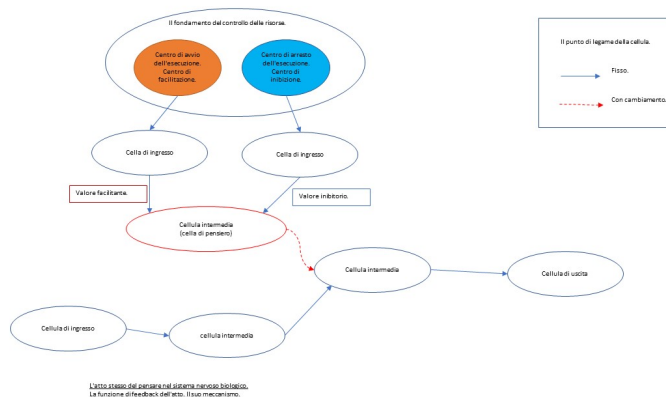 Il fondamento del controllo delle risorse.
Centro di avvio
dell'esecuzione.
Centro di
facilitazione.
Centro di arresto
dell'esecuzione.
Centro di
inibizione.
Il punto di legame della cellula.
Fisso.
Con cambiamento.
Cella di ingresso
Cella di ingresso
Valore facilitante.
Valore inibitorio.
Cellula intermedia
(cella di pensiero)
Cellula intermedia
Cellula di uscita
Cellula di ingresso
cellula intermedia
L'atto stesso del pensare nel sistema nervoso biologico.
La funzione di feedback dell'atto. Il suo meccanismo.